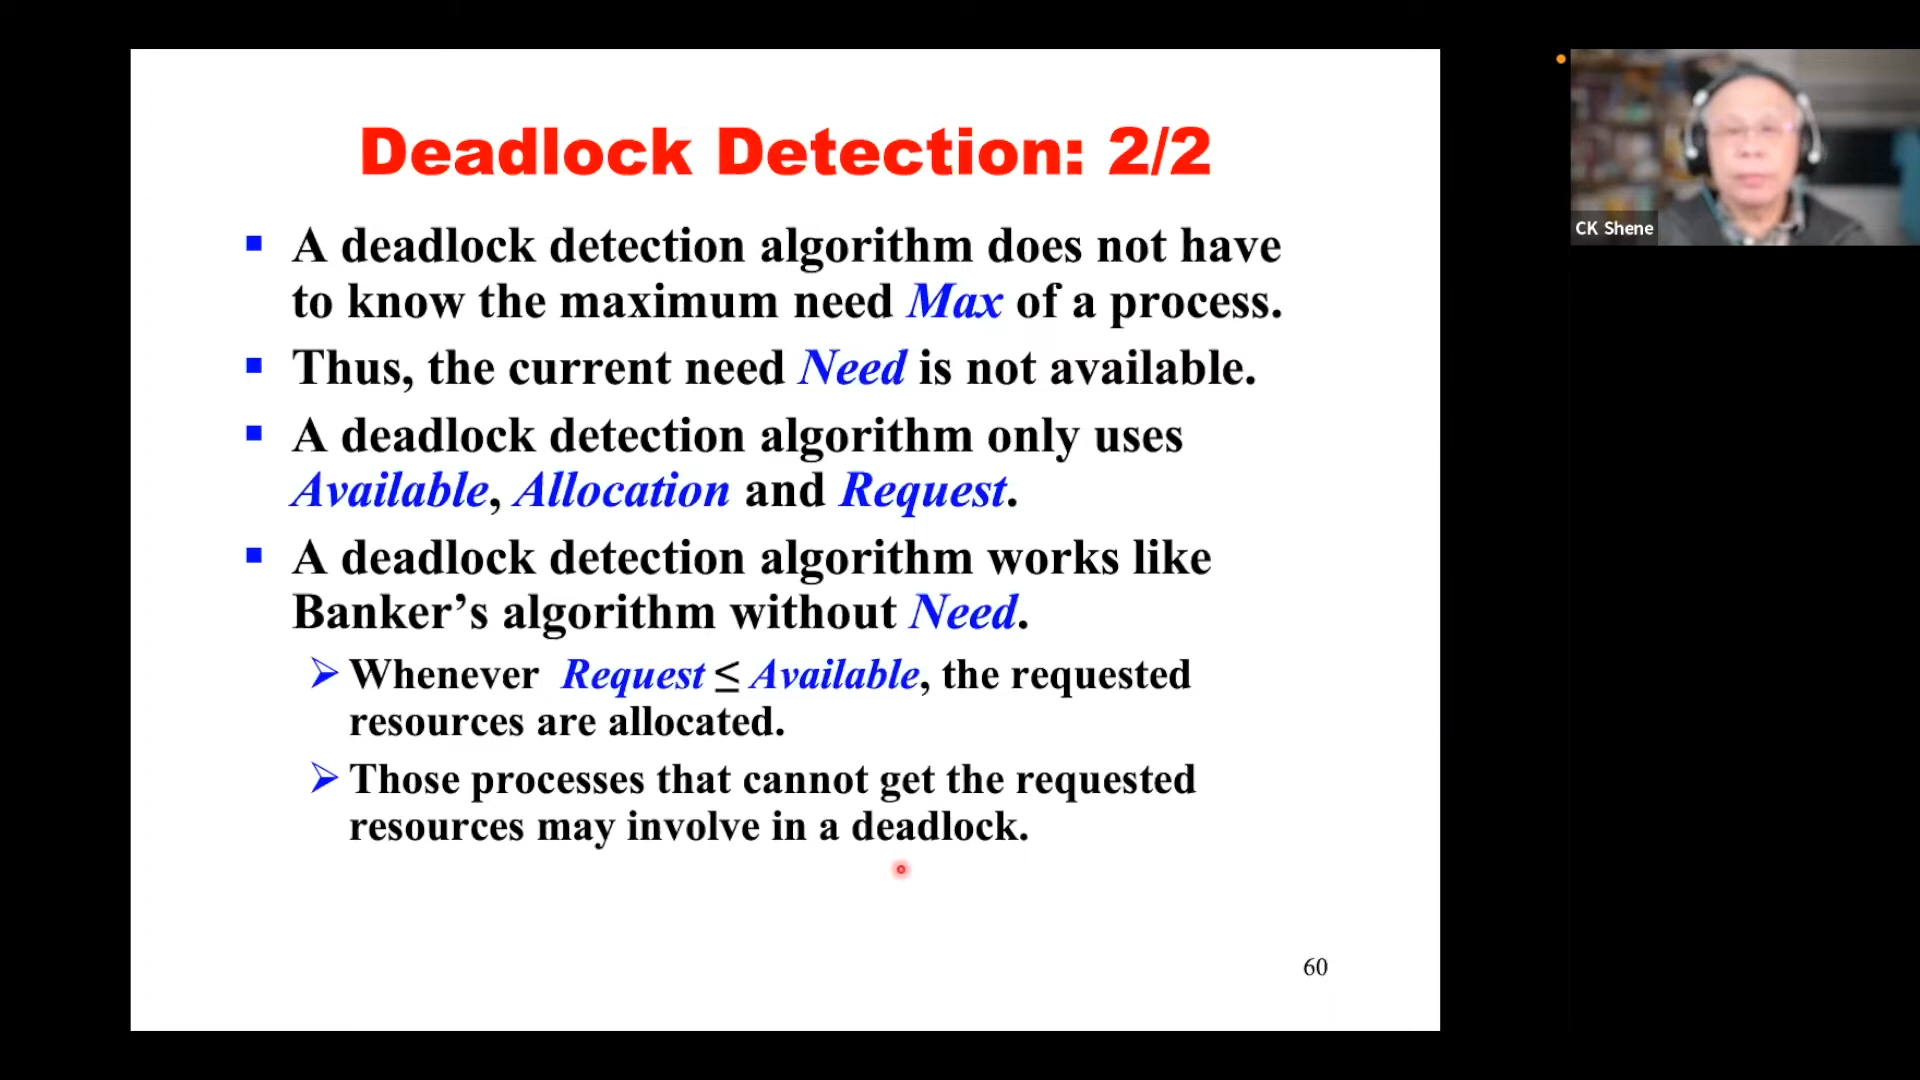 Deadlock Detection: 2/2
A deadlock detection algorithm does not have
to know the maximum need Max of a process.
Thus, the current need Need is not available.
A deadlock detection algorithm only uses
Available, Allocation and Request.
A deadlock detection algorithm works like
Banker’s algorithm without Need.
Whenever Request ≤ Available, the requested
resources are allocated.
Those processes that cannot get the requested
resources may involve in a deadlock.
60
CK Shene